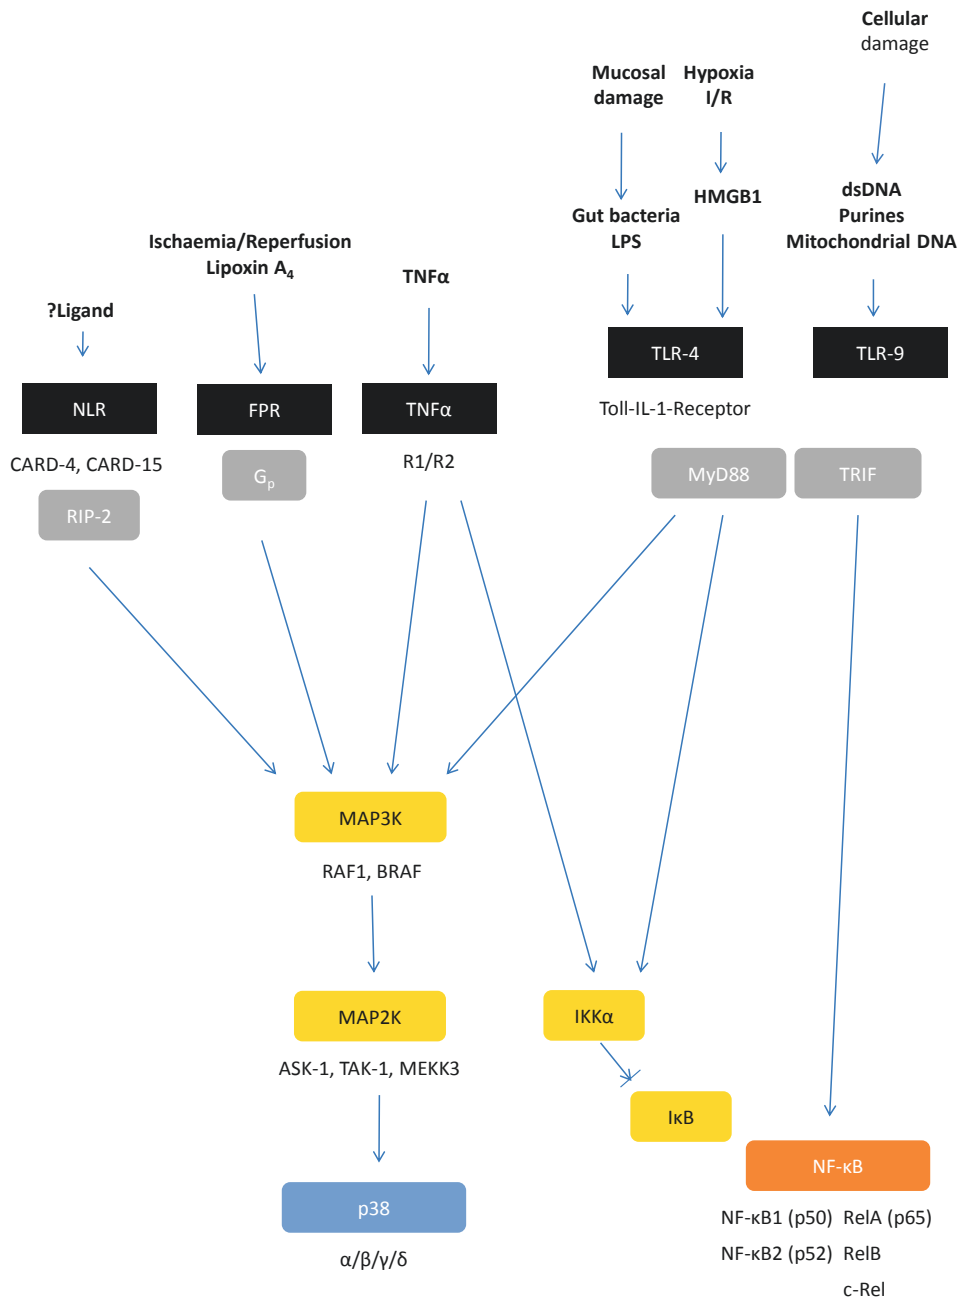 Cellular
damage
Mucosal
damage
Hypoxia
I/R
HMGB1
dsDNA
Purines
Mitochondrial DNA
Gut bacteria
LPS
Ischaemia/Reperfusion
Lipoxin A₄
TNFα
?Ligand
TLR-4
TLR-9
NLR
FPR
TNFα
Toll-IL-1-Receptor
CARD-4, CARD-15
R1/R2
Gₚ
MyD88
TRIF
RIP-2
MAP3K
RAF1, BRAF
MAP2K
IKKα
ASK-1, TAK-1, MEKK3
IκB
NF-κB
p38
NF-κB1 (p50) RelA (p65)
NF-κB2 (p52) RelB
c-Rel
α/β/γ/δ